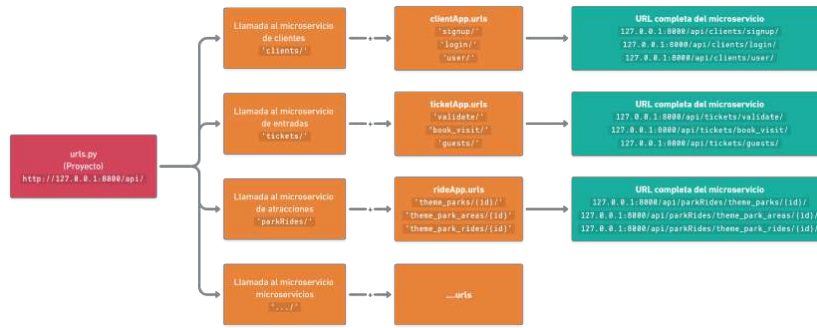 urls.py
(Proyecto)
http://127.0.0.1:8000/api/
Llamada al microservicio
de clientes
'clients/'
clientApp.urls
'signup/'
'login/'
'user/'
URL completa del microservicio
127.0.0.1:8000/api/clients/signup/
127.0.0.1:8000/api/clients/login/
127.0.0.1:8000/api/clients/user/
Llamada al microservicio
de entradas
'tickets/'
ticketApp.urls
'validate/'
'book_visit/'
'guests/'
URL completa del microservicio
127.0.0.1:8000/api/tickets/validate/
127.0.0.1:8000/api/tickets/book_visit/
127.0.0.1:8000/api/tickets/guests/
Llamada al microservicio
de atracciones
'parkRides/'
rideApp.urls
'theme_parks/(id)/'
'theme_park_areas/(id)'
'theme_park_rides/(id)'
URL completa del microservicio
127.0.0.1:8000/api/parkRides/theme_parks/(id)/
127.0.0.1:8000/api/parkRides/theme_park_areas/(id)/
127.0.0.1:8000/api/parkRides/theme_park_rides/(id)/
Llamada al microservicio
microservicios
'.../'
....urls